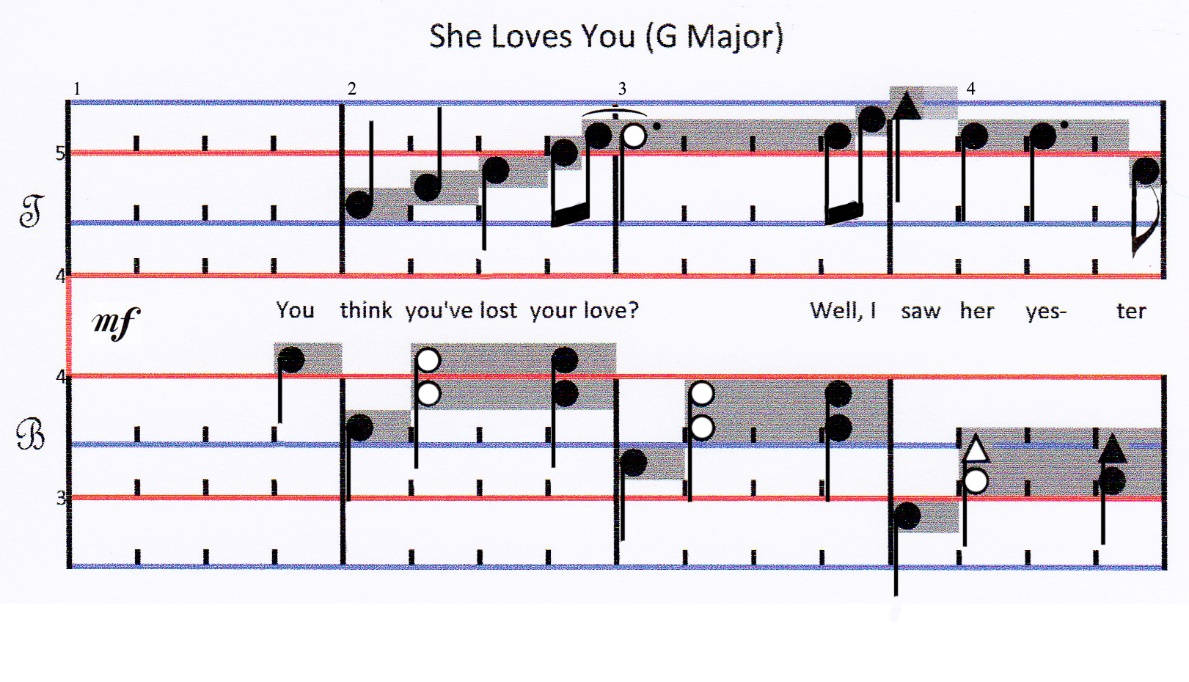 She Loves You (G Major)
1 2 3 4
5
T
4
mf You think you've lost your love? Well, I saw her yes- ter
4
B
3